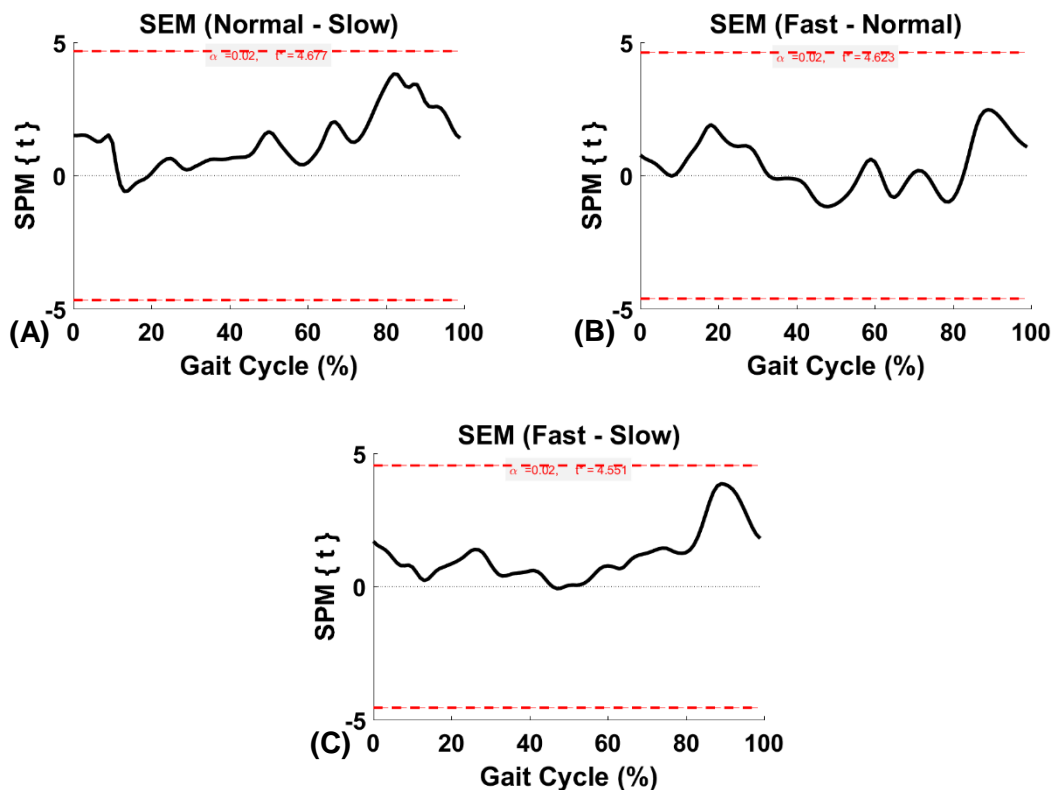 SEM (Normal - Slow)
5
α =0.02, t* = 4.677
SPM { t }
0
-5
0 20 40 60 80 100
(A)
Gait Cycle (%)
SEM (Fast - Normal)
5
α =0.02, t* = 4.623
SPM { t }
0
-5
0 20 40 60 80 100
(B)
Gait Cycle (%)
SEM (Fast - Slow)
5
α =0.02, t* = 4.551
SPM { t }
0
-5
(C)
0 20 40 60 80 100
Gait Cycle (%)